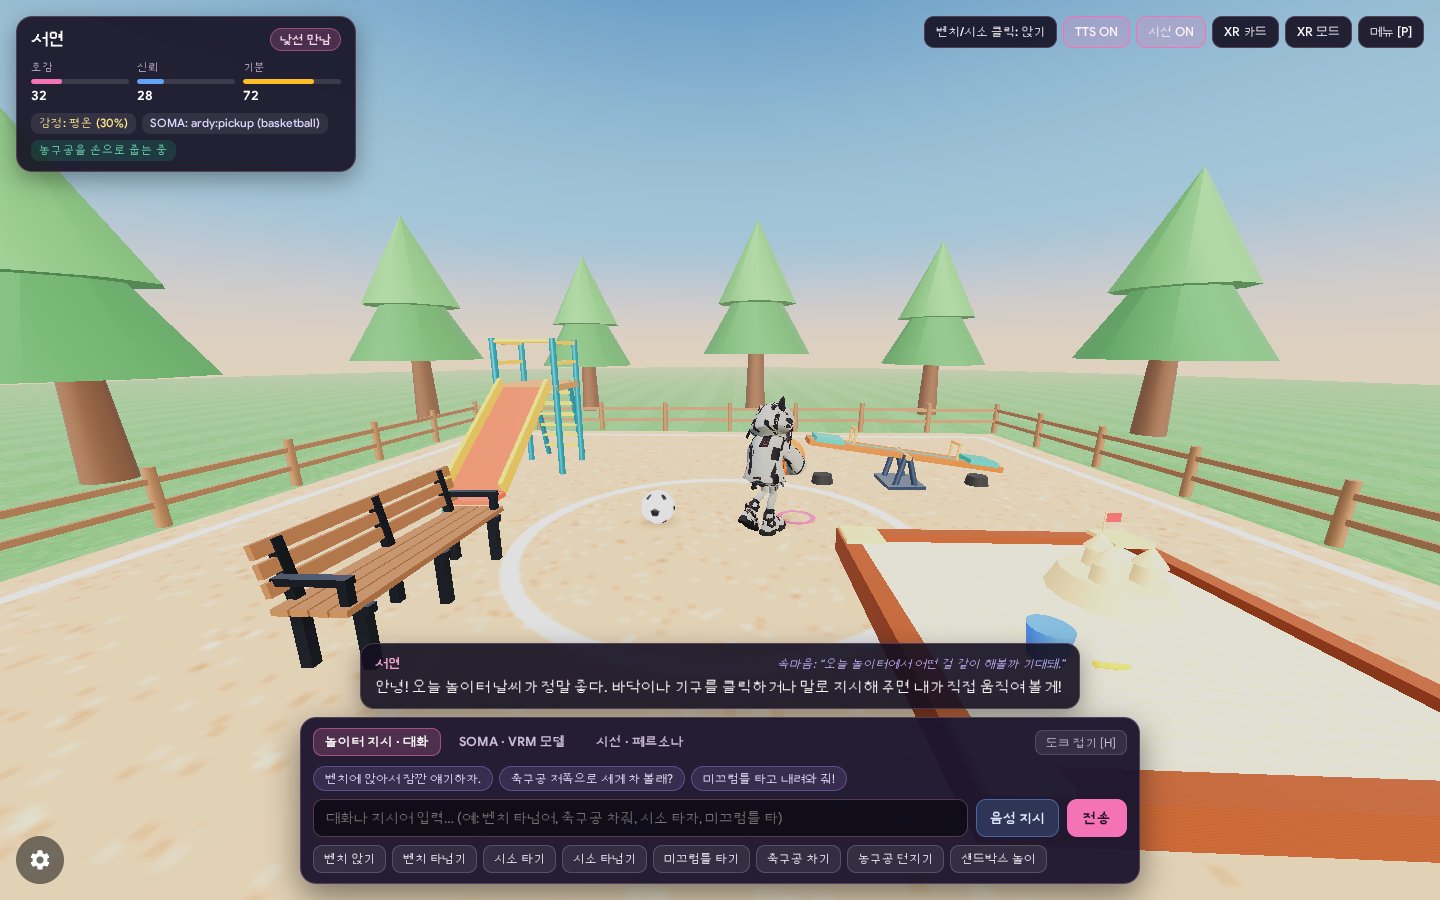 서연
낯선 만남
호감
신뢰
기분
32
28
72
감정: 평온 (30%)
SOMA: ardy:pickup (basketball)
농구공을 손으로 줍는 중
벤치/시소 클릭: 앉기
TTS ON
시선 ON
XR 카드
XR 모드
메뉴 [P]
서연
속마음: "오늘 놀이터에서 어떤 걸 같이 해볼까 기대돼."
안녕! 오늘 놀이터 날씨가 정말 좋다. 바닥이나 기구를 클릭하거나 말로 지시해 주면 내가 직접 움직여 볼게!
놀이터 지시 · 대화
SOMA · VRM 모델
시선 · 페르소나
도크 접기 [H]
벤치에 앉아서 잠깐 얘기하자.
축구공 저쪽으로 세게 차 볼래?
미끄럼틀 타고 내려와 줘!
대화나 지시어 입력... (예: 벤치 타넘어, 축구공 차줘, 시소 타자, 미끄럼틀 타)
음성 지시
전송
벤치 앉기
벤치 타넘기
시소 타기
시소 타넘기
미끄럼틀 타기
축구공 차기
농구공 던지기
샌드박스 놀이